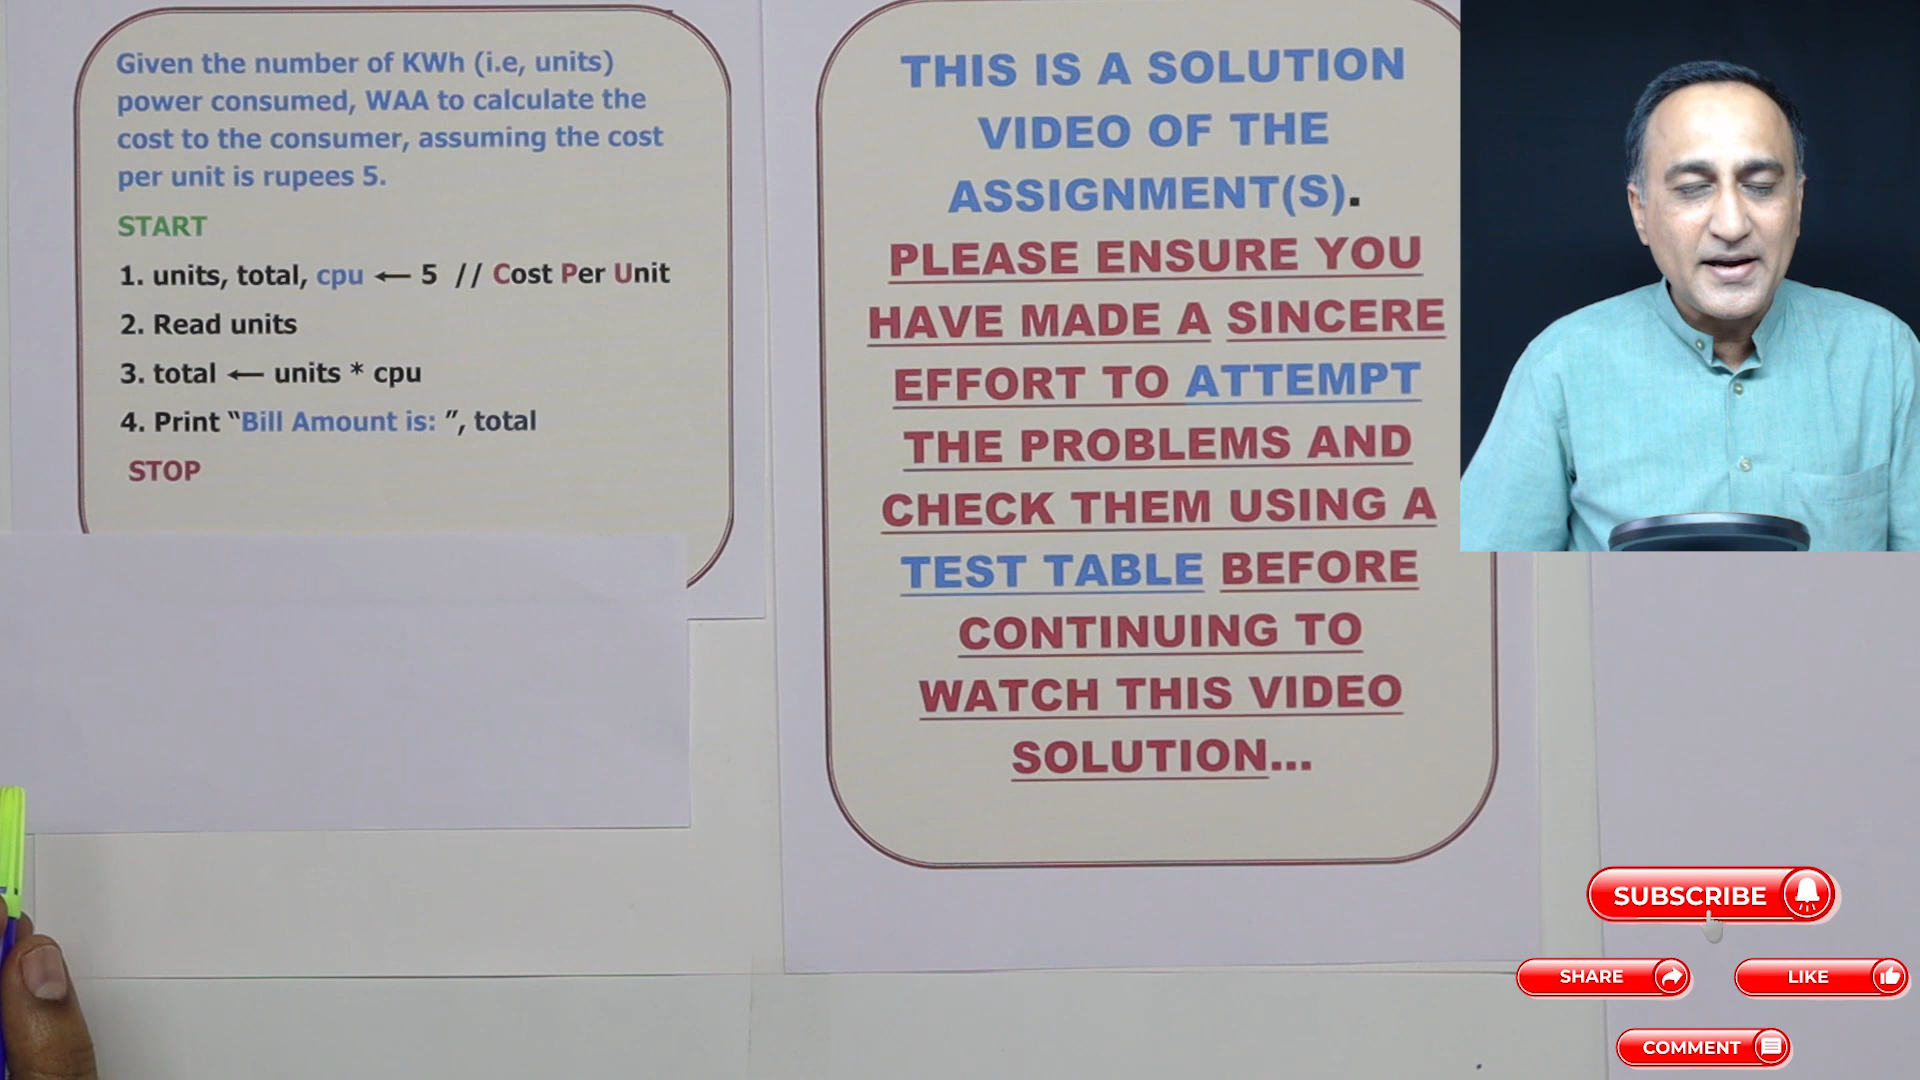 Given the number of KWh (i.e, units)
power consumed, WAA to calculate the
cost to the consumer, assuming the cost
per unit is rupees 5.
START
1. units, total, cpu ← 5 // Cost Per Unit
2. Read units
3. total ← units * cpu
4. Print “Bill Amount is: ”, total
STOP
THIS IS A SOLUTION
VIDEO OF THE
ASSIGNMENT(S).
PLEASE ENSURE YOU
HAVE MADE A SINCERE
EFFORT TO ATTEMPT
THE PROBLEMS AND
CHECK THEM USING A
TEST TABLE BEFORE
CONTINUING TO
WATCH THIS VIDEO
SOLUTION...
SUBSCRIBE
SHARE
LIKE
COMMENT